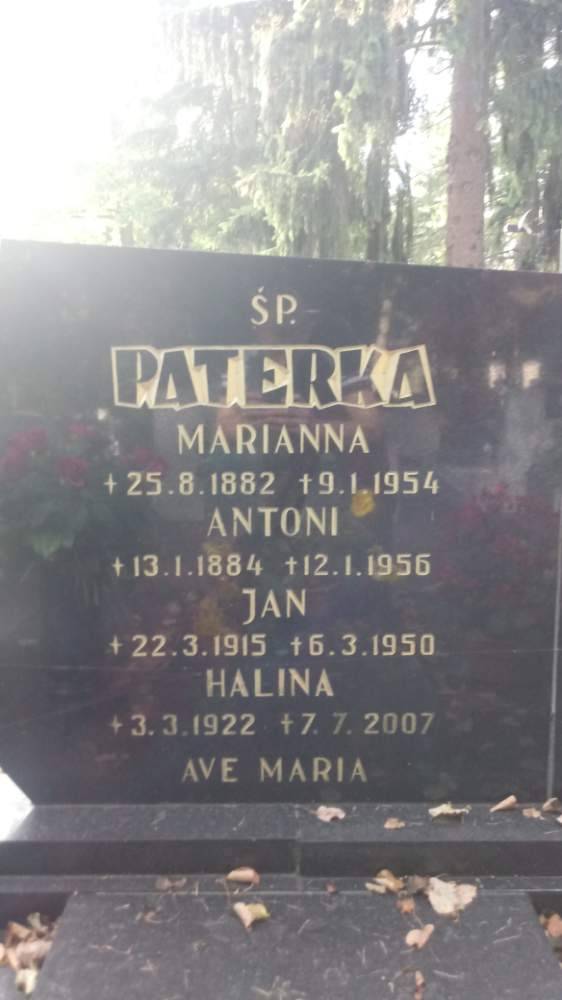 ŚP.
PATERKA
MARIANNA
+25.8.1882 †9.1.1954
ANTONI
+13.1.1884 †12.1.1956
JAN
+22.3.1915 †6.3.1950
HALINA
+3.3.1922 †7.7.2007
AVE MARIA